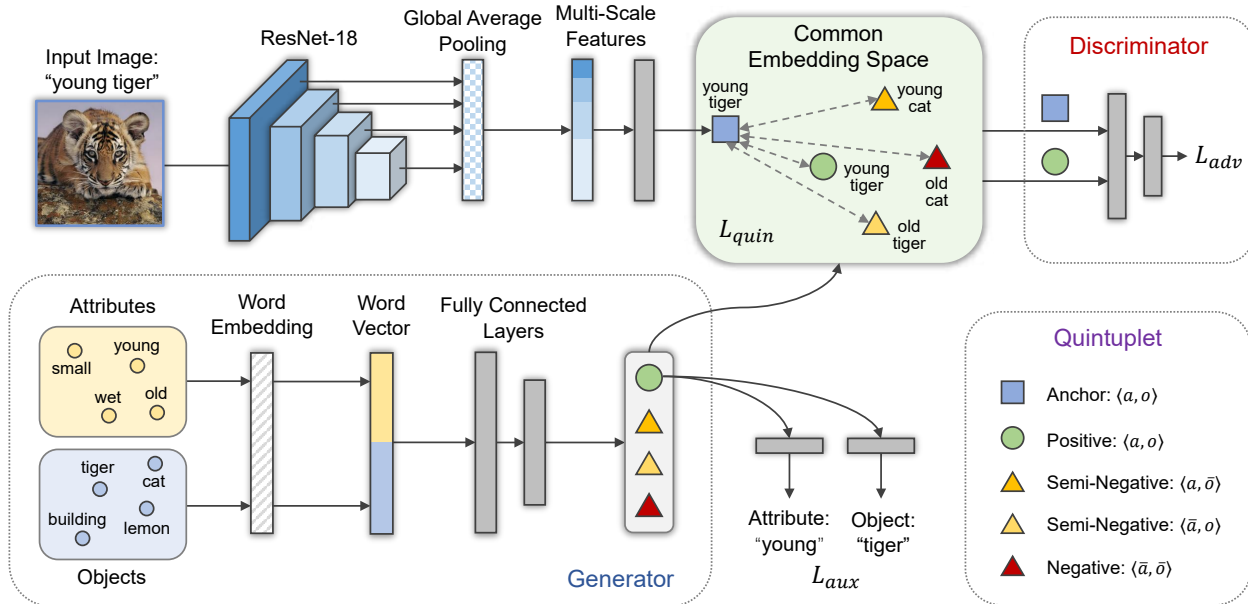 Input Image:
“young tiger”
ResNet-18
Global Average
Pooling
Multi-Scale
Features
Common
Embedding Space
young
tiger
young
cat
young
tiger
old
cat
old
tiger
L_quin
Discriminator
L_adv
Attributes
small
young
wet
old
tiger
cat
building
lemon
Objects
Word
Embedding
Word
Vector
Fully Connected
Layers
Generator
Attribute:
“young”
Object:
“tiger”
L_aux
Quintuplet
Anchor: ⟨a, o⟩
Positive: ⟨a, o⟩
Semi-Negative: ⟨a, ō⟩
Semi-Negative: ⟨ā, o⟩
Negative: ⟨ā, ō⟩